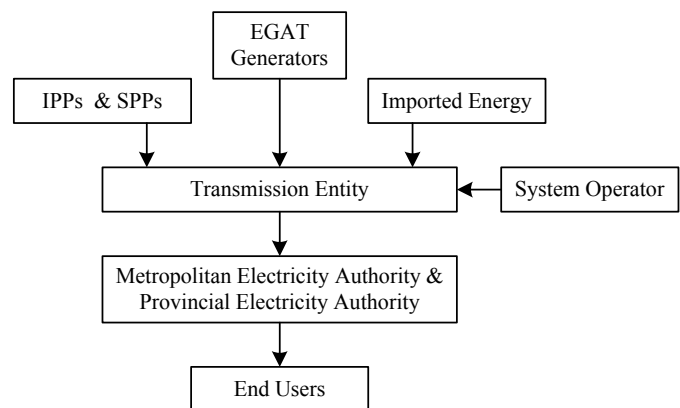 EGAT
Generators
IPPs & SPPs
Imported Energy
Transmission Entity
System Operator
Metropolitan Electricity Authority &
Provincial Electricity Authority
End Users